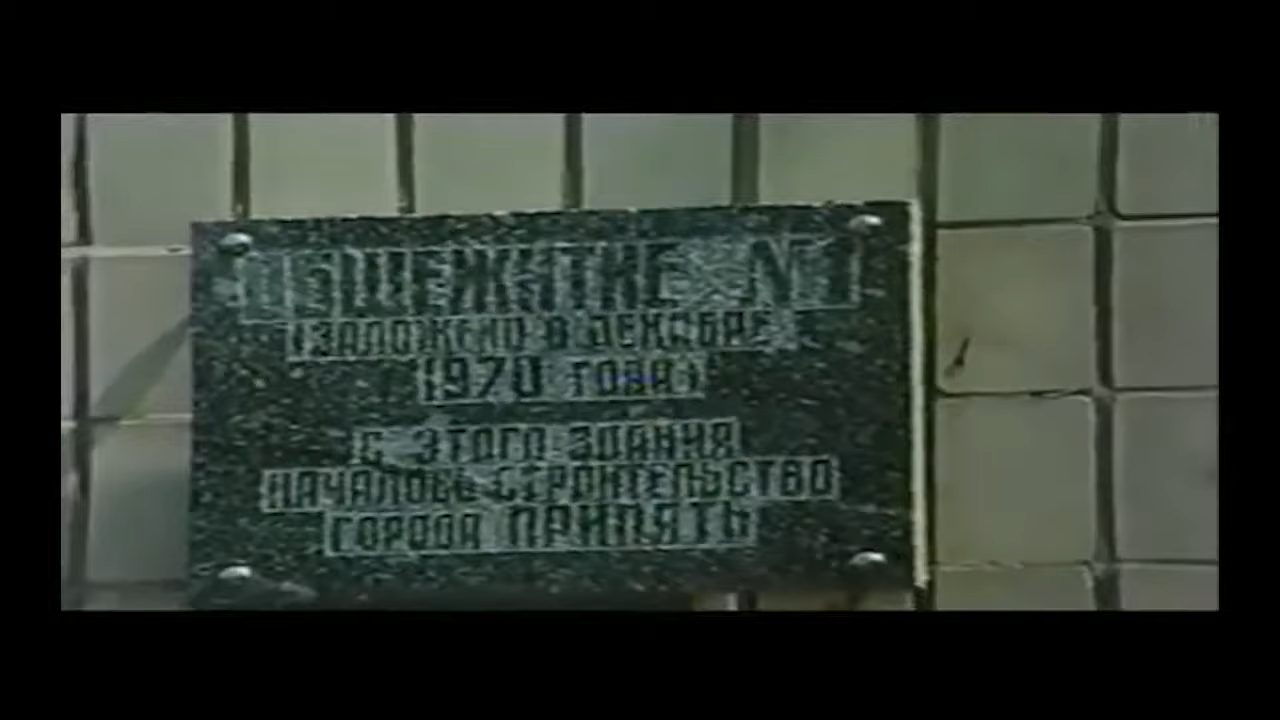 ОБЩЕЖИТИЕ №1
(ЗАЛОЖЕНО В ДЕКАБРЕ
1970 ГОДА)
С ЭТОГО ЗДАНИЯ
НАЧАЛОСЬ СТРОИТЕЛЬСТВО
ГОРОДА ПРИПЯТЬ